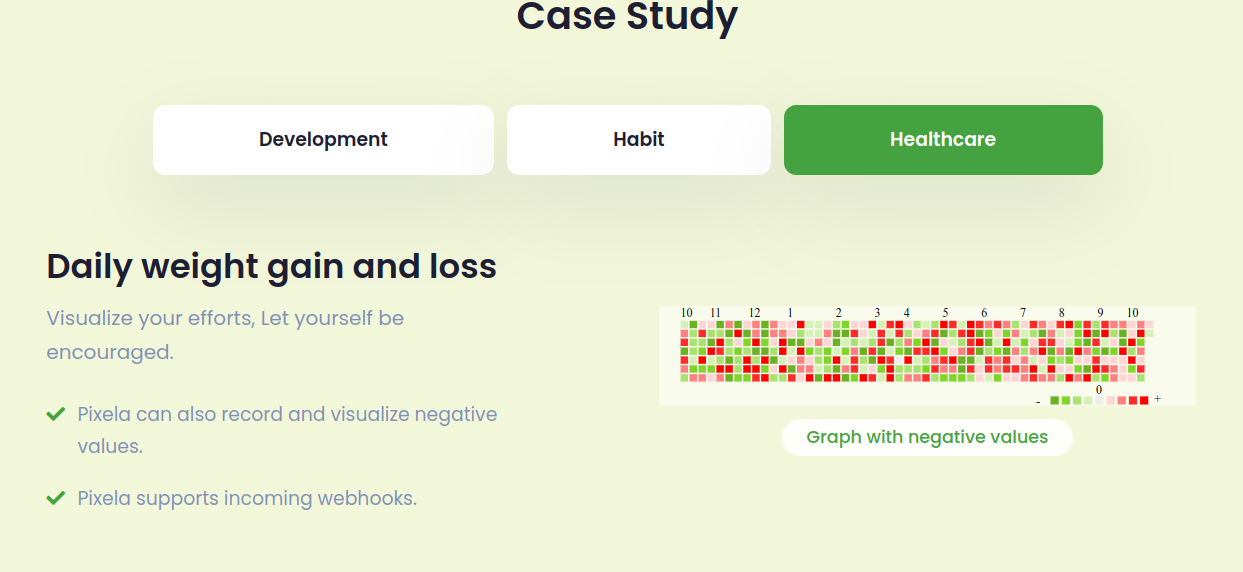 Case Study
Development
Habit
Healthcare
Daily weight gain and loss
Visualize your efforts, Let yourself be
encouraged.
Pixela can also record and visualize negative
values.
Pixela supports incoming webhooks.
10 11 12 1 2 3 4 5 6 7 8 9 10
0
- +
Graph with negative values